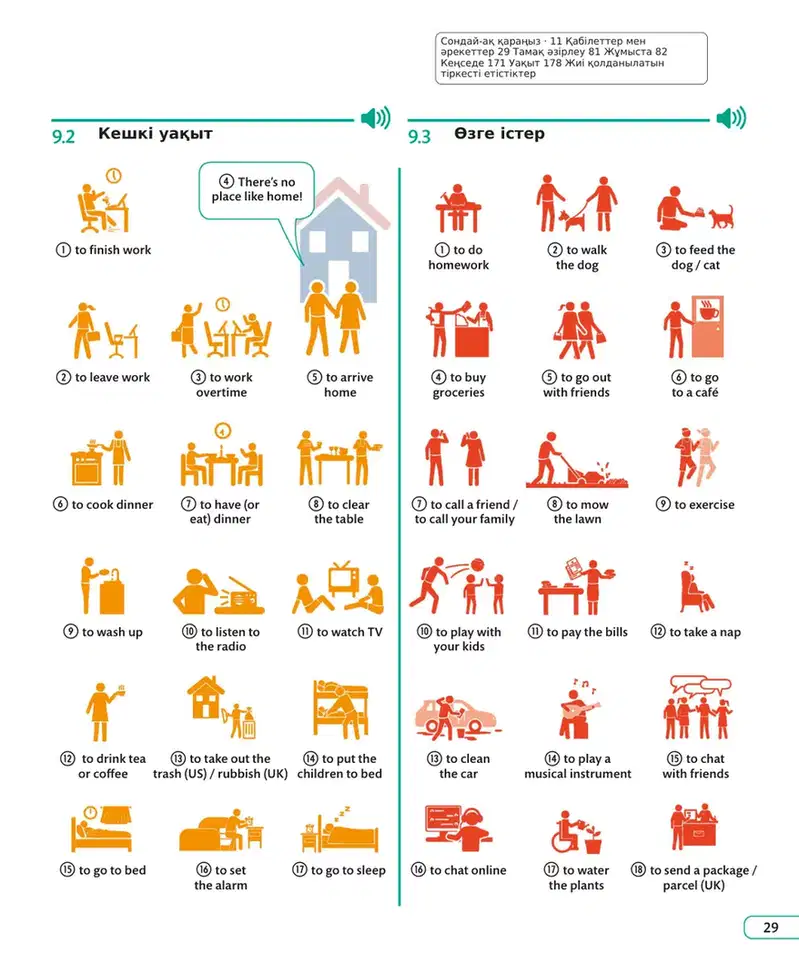 Сондай-ақ қараңыз · 11 Қабілеттер мен
әрекеттер 29 Тамақ әзірлеу 81 Жұмыста 82
Кеңседе 171 Уақыт 178 Жиі қолданылатын
тіркесті етістіктер
9.2 Кешкі уақыт
④ There's no
place like home!
① to finish work
② to leave work
③ to work
overtime
⑤ to arrive
home
⑥ to cook dinner
⑦ to have (or
eat) dinner
⑧ to clear
the table
⑨ to wash up
⑩ to listen to
the radio
⑪ to watch TV
⑫ to drink tea
or coffee
⑬ to take out the
trash (US) / rubbish (UK)
⑭ to put the
children to bed
⑮ to go to bed
⑯ to set
the alarm
⑰ to go to sleep
9.3 Өзге істер
① to do
homework
② to walk
the dog
③ to feed the
dog / cat
④ to buy
groceries
⑤ to go out
with friends
⑥ to go
to a café
⑦ to call a friend /
to call your family
⑧ to mow
the lawn
⑨ to exercise
⑩ to play with
your kids
⑪ to pay the bills
⑫ to take a nap
⑬ to clean
the car
⑭ to play a
musical instrument
⑮ to chat
with friends
⑯ to chat online
⑰ to water
the plants
⑱ to send a package /
parcel (UK)
29